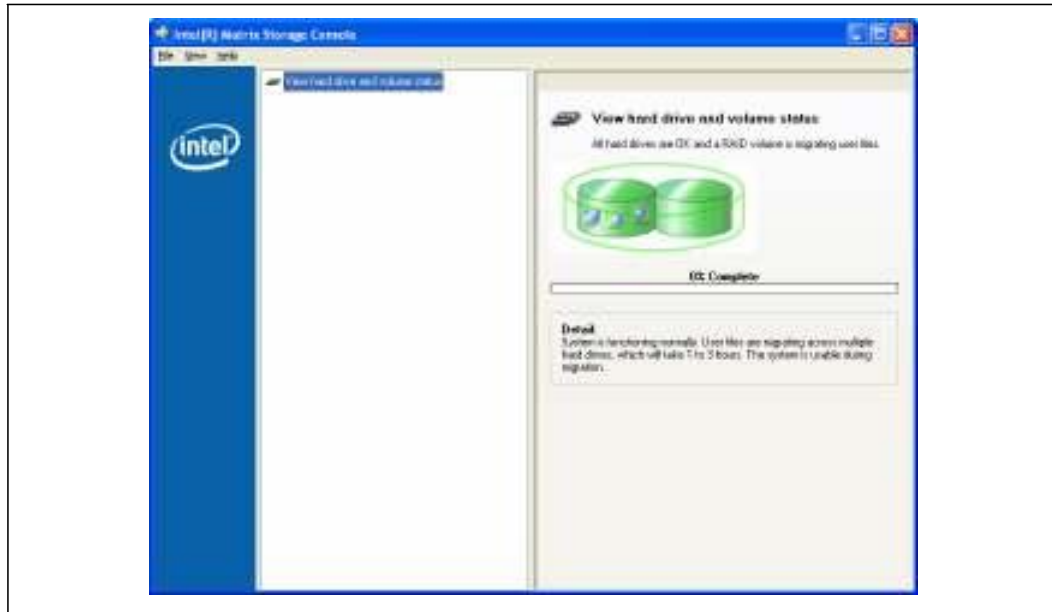 Intel(R) Matrix Storage Console
File View Help
View hard drive and volume status
intel
View hard drive and volume status
All hard drives are OK and a RAID volume is migrating user files.
0% Complete
Detail
System is functioning normally. User files are migrating across multiple
hard drives, which will take 1 to 3 hours. The system is usable during
migration.